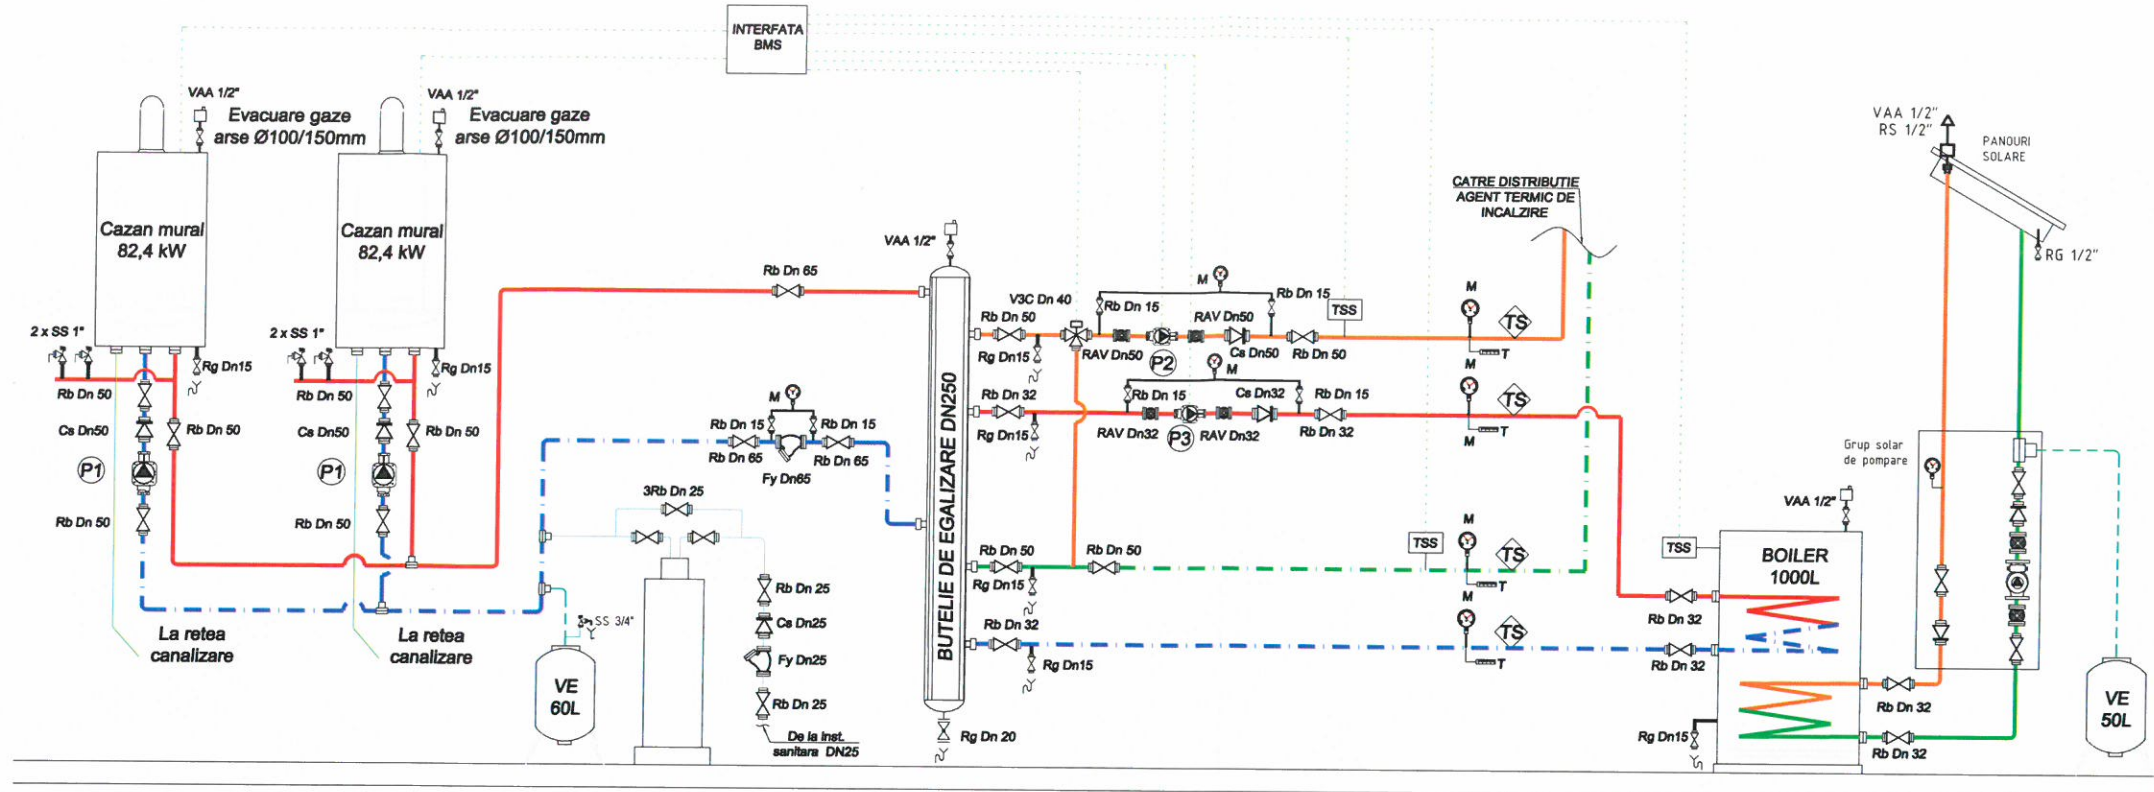 INTERFATA
BMS
VAA 1/2"
Evacuare gaze
arse Ø100/150mm
VAA 1/2"
Evacuare gaze
arse Ø100/150mm
Cazan mural
82,4 kW
Cazan mural
82,4 kW
2 x SS 1"
Rg Dn15
2 x SS 1"
Rg Dn15
Rb Dn 50
Cs Dn50
Rb Dn 50
P1
Rb Dn 50
Rb Dn 50
Cs Dn50
Rb Dn 50
P1
Rb Dn 50
La retea
canalizare
La retea
canalizare
Rb Dn 65
M
Rb Dn 15
Rb Dn 15
Rb Dn 65
Rb Dn 65
Fy Dn65
3Rb Dn 25
Rb Dn 25
Cs Dn25
Fy Dn25
Rb Dn 25
De la inst.
sanitara DN25
SS 3/4"
VE
60L
VAA 1/2"
BUTELIE DE EGALIZARE DN250
Rg Dn 20
V3C Dn 40
Rb Dn 50
Rg Dn15
M
Rb Dn 15
Rb Dn 15
RAV Dn50
RAV Dn50
P2
Cs Dn50
Rb Dn 50
TSS
M
TS
T
Rb Dn 32
Rg Dn15
M
Rb Dn 15
Cs Dn32
Rb Dn 15
RAV Dn32
P3
RAV Dn32
Rb Dn 32
M
TS
T
M
CATRE DISTRIBUTIE
AGENT TERMIC DE
INCALZIRE
Rb Dn 50
Rg Dn15
Rb Dn 50
TSS
M
TS
T
Rb Dn 32
Rg Dn15
M
TS
T
TSS
VAA 1/2"
BOILER
1000L
Rb Dn 32
Rb Dn 32
Rg Dn15
Rb Dn 32
Rb Dn 32
VAA 1/2"
RS 1/2"
PANOURI
SOLARE
RG 1/2"
Grup solar
de pompare
VE
50L